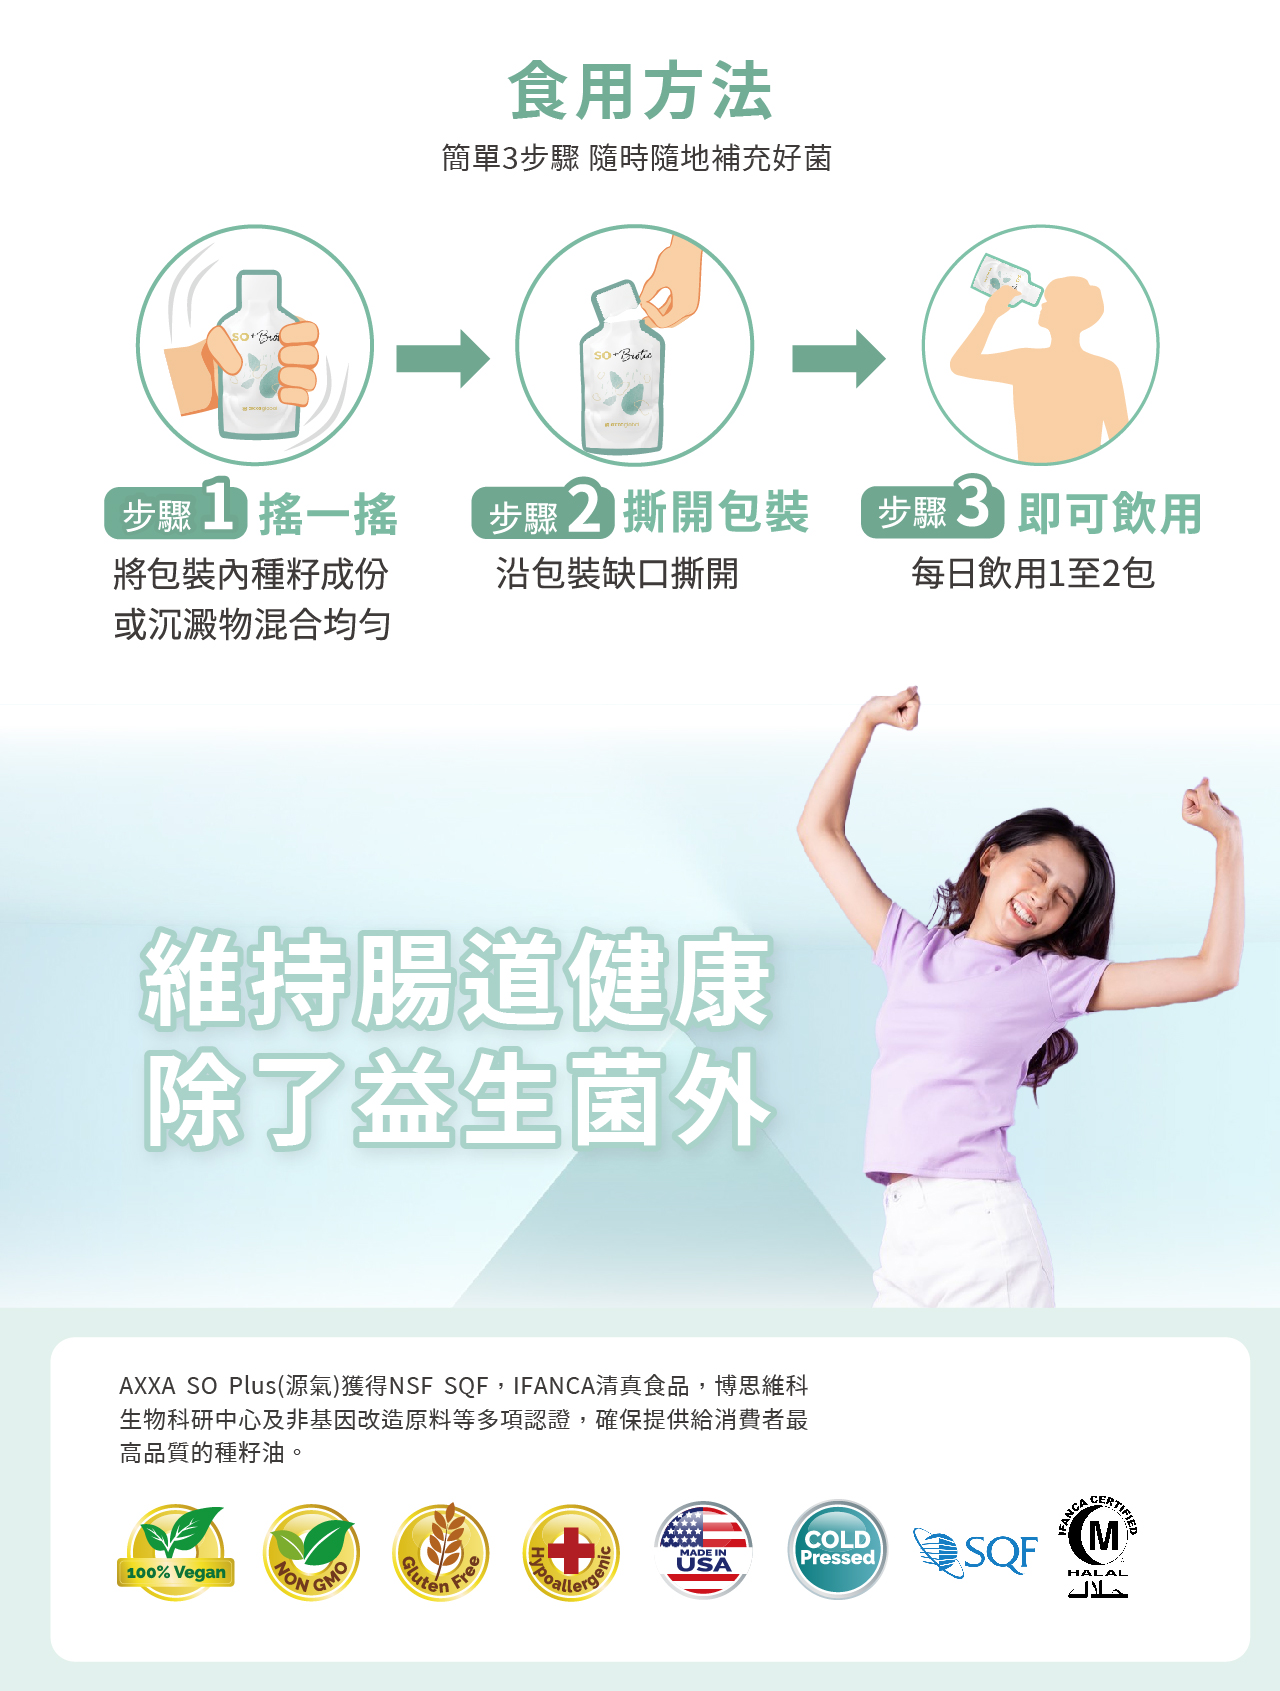 食用方法
簡單3步驟 隨時隨地補充好菌
SO+Biotic
SO+Biotic
步驟1 搖一搖
將包裝內種籽成份
或沉澱物混合均勻
步驟2 撕開包裝
沿包裝缺口撕開
步驟3 即可飲用
每日飲用1至2包
維持腸道健康
除了益生菌外
AXXA SO Plus(源氣)獲得NSF SQF，IFANCA清真食品，博思維科
生物科研中心及非基因改造原料等多項認證，確保提供給消費者最
高品質的種籽油。
100% Vegan
NON GMO
Gluten Free
Hypoallergenic
MADE IN
USA
COLD
Pressed
SQF
IFANCA CERTIFIED
M
HALAL
حلال